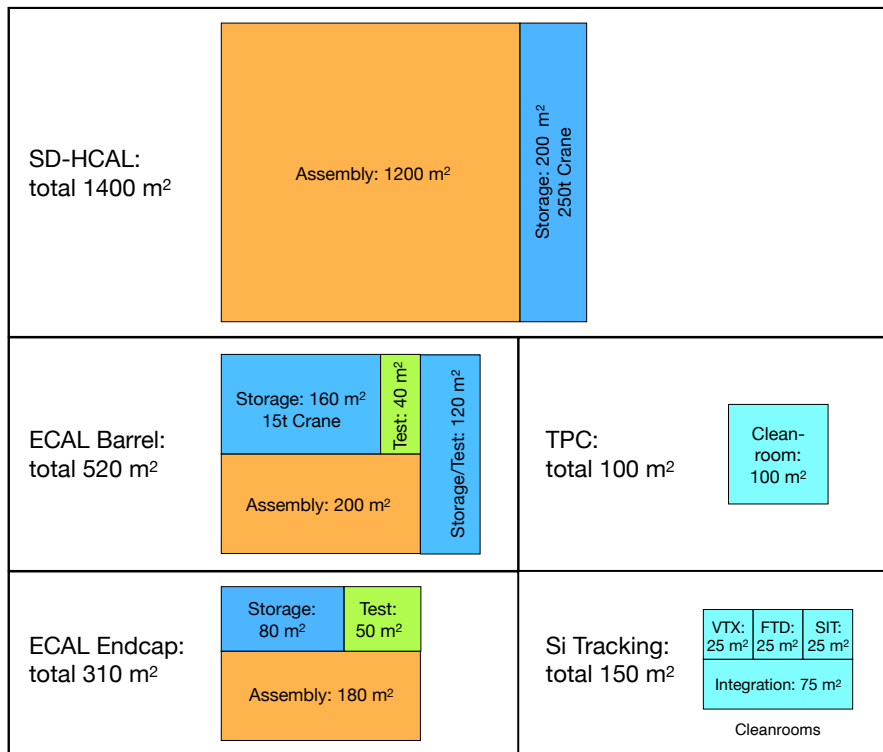 SD-HCAL:
total 1400 m²
Assembly: 1200 m²
Storage: 200 m²
250t Crane
ECAL Barrel:
total 520 m²
Storage: 160 m²
15t Crane
Test: 40 m²
Storage/Test: 120 m²
Assembly: 200 m²
TPC:
total 100 m²
Clean-
room:
100 m²
ECAL Endcap:
total 310 m²
Storage:
80 m²
Test:
50 m²
Assembly: 180 m²
Si Tracking:
total 150 m²
VTX:
25 m²
FTD:
25 m²
SIT:
25 m²
Integration: 75 m²
Cleanrooms